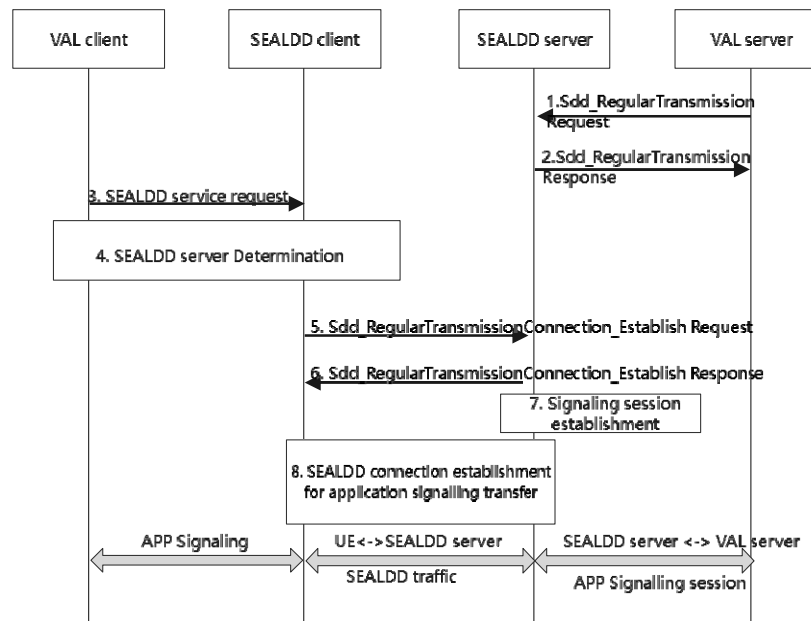 VAL client
SEALDD client
SEALDD server
VAL server
1.Sdd_RegularTransmission
Request
2.Sdd_RegularTransmission
Response
3. SEALDD service request
4. SEALDD server Determination
5. Sdd_RegularTransmissionConnection_Establish Request
6. Sdd_RegularTransmissionConnection_Establish Response
7. Signaling session
establishment
8. SEALDD connection establishment
for application signalling transfer
APP Signaling
UE<->SEALDD server
SEALDD server <-> VAL server
SEALDD traffic
APP Signalling session